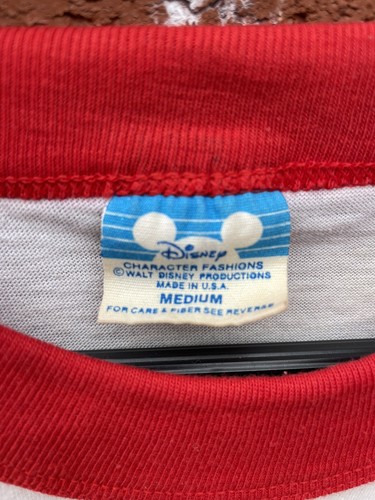 Disney
CHARACTER FASHIONS
© WALT DISNEY PRODUCTIONS
MADE IN U.S.A.
MEDIUM
FOR CARE & FIBER SEE REVERSE